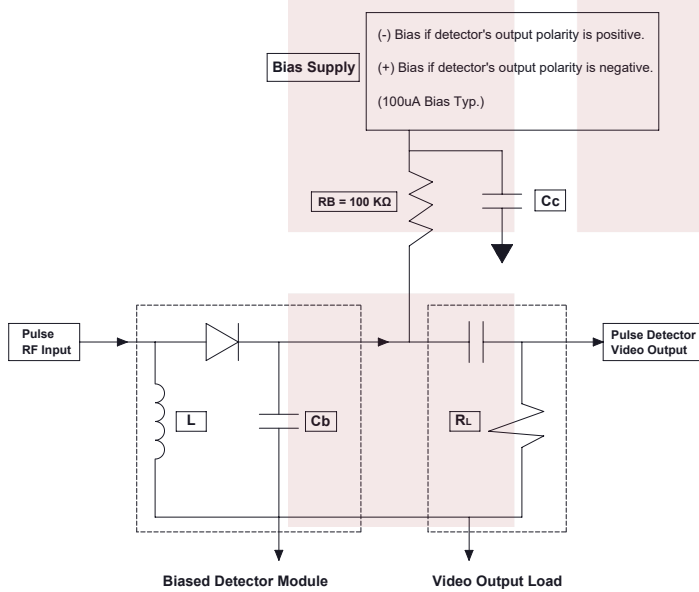 (-) Bias if detector's output polarity is positive.
Bias Supply
(+) Bias if detector's output polarity is negative.
(100uA Bias Typ.)
RB = 100 KΩ
Cc
Pulse
RF Input
Pulse Detector
Video Output
L
Cb
RL
Biased Detector Module
Video Output Load